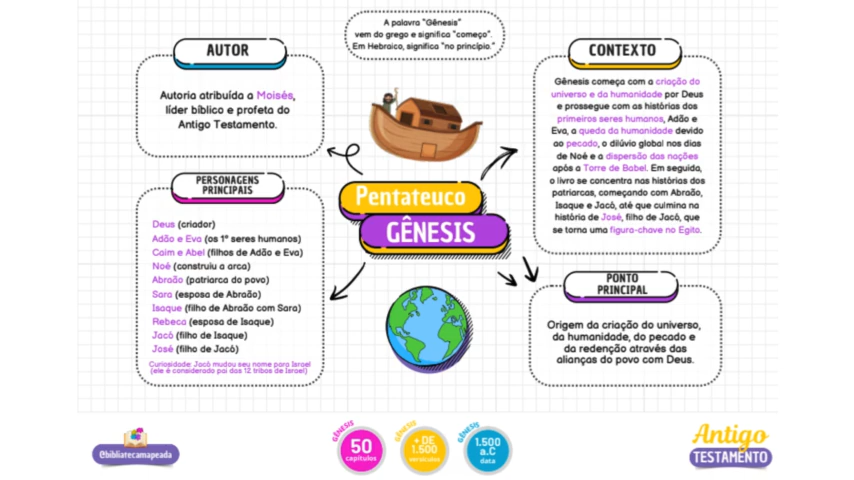 A palavra “Gênesis”
vem do grego e significa “começo”.
Em Hebraico, significa “no princípio.”
AUTOR
Autoria atribuída a Moisés,
líder bíblico e profeta do
Antigo Testamento.
PERSONAGENS
PRINCIPAIS
Deus (criador)
Adão e Eva (os 1º seres humanos)
Caim e Abel (filhos de Adão e Eva)
Noé (construiu a arca)
Abraão (patriarca do povo)
Sara (esposa de Abraão)
Isaque (filho de Abraão com Sara)
Rebeca (esposa de Isaque)
Jacó (filho de Isaque)
José (filho de Jacó)
Curiosidade: Jacó mudou seu nome para Israel
(ele é considerado pai das 12 tribos de Israel)
Pentateuco
GÊNESIS
CONTEXTO
Gênesis começa com a criação do
universo e da humanidade por Deus
e prossegue com as histórias dos
primeiros seres humanos, Adão e
Eva, a queda da humanidade devido
ao pecado, o dilúvio global nos dias
de Noé e a dispersão das nações
após a Torre de Babel. Em seguida,
o livro se concentra nas histórias dos
patriarcas, começando com Abraão,
Isaque e Jacó, até que culmina na
história de José, filho de Jacó, que
se torna uma figura-chave no Egito.
PONTO
PRINCIPAL
Origem da criação do universo,
da humanidade, do pecado e
da redenção através das
alianças do povo com Deus.
@bibliatecamapeada
GÊNESIS
50
capítulos
GÊNESIS
+ DE
1.500
versículos
GÊNESIS
1.500
a.C
data
Antigo
TESTAMENTO